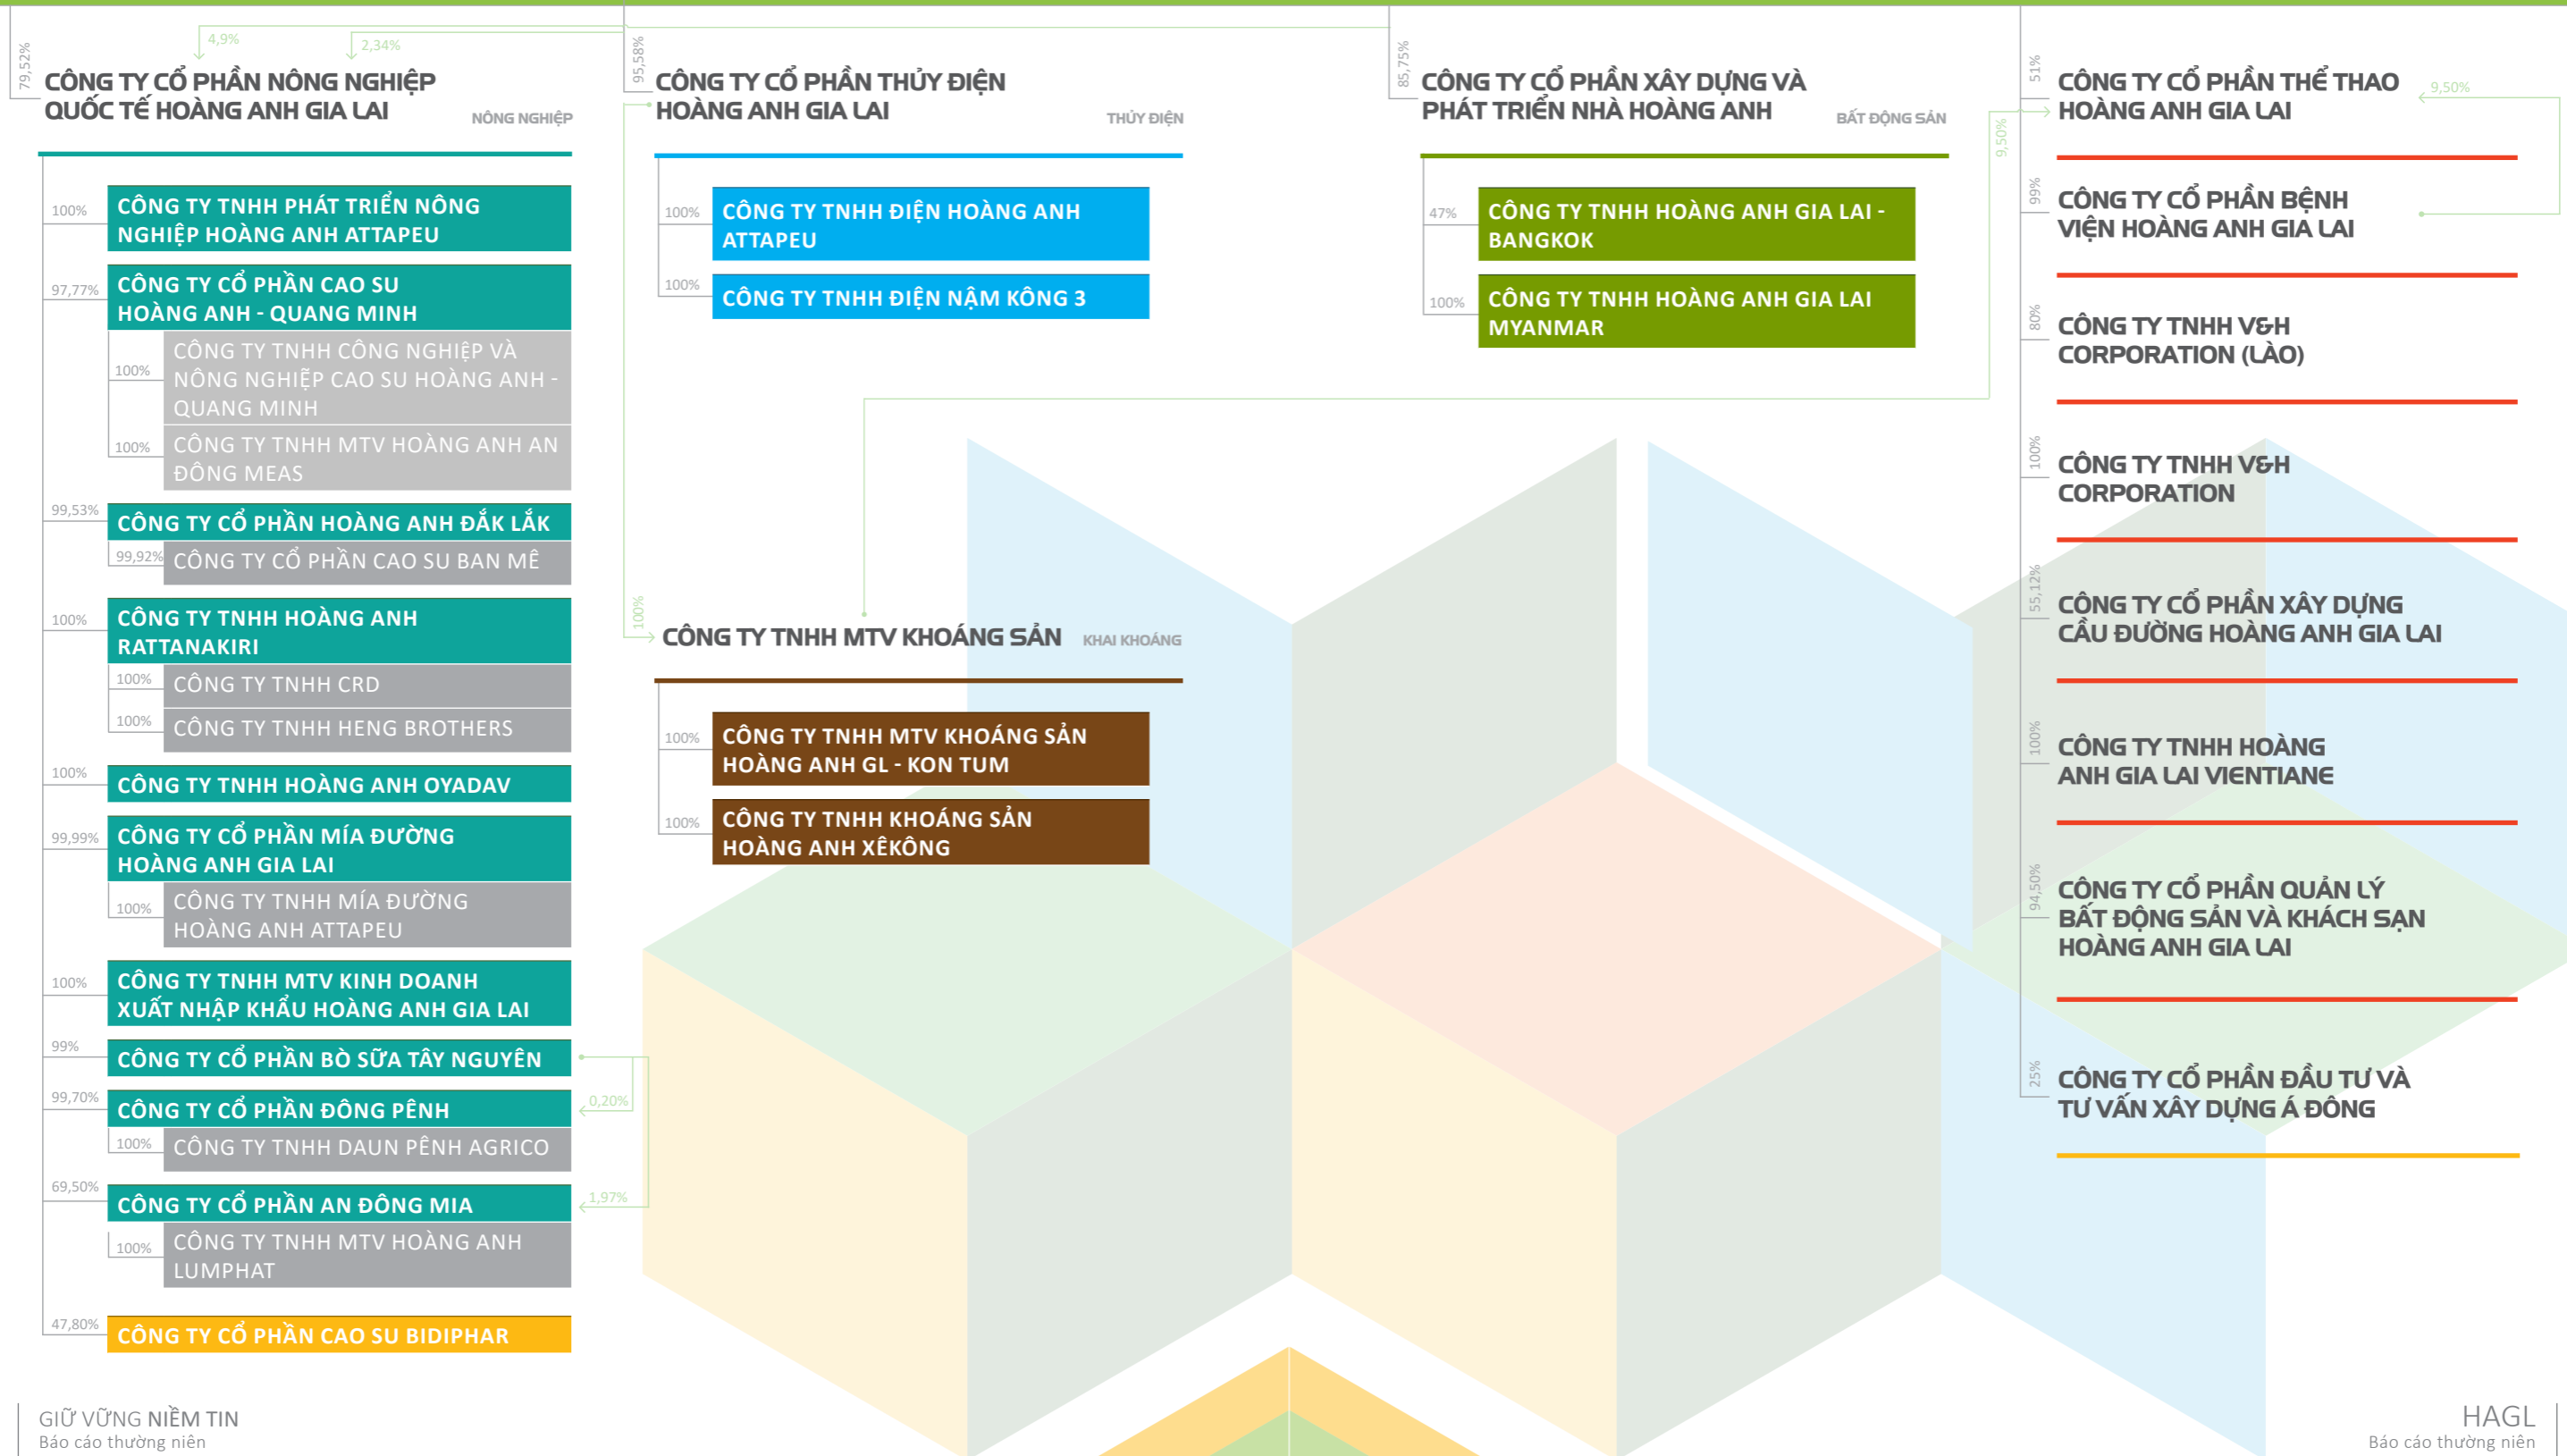 79,52%
4,9%
2,34%
CÔNG TY CỔ PHẦN NÔNG NGHIỆP
QUỐC TẾ HOÀNG ANH GIA LAI
NÔNG NGHIỆP
100%
CÔNG TY TNHH PHÁT TRIỂN NÔNG
NGHIỆP HOÀNG ANH ATTAPEU
97,77%
CÔNG TY CỔ PHẦN CAO SU
HOÀNG ANH - QUANG MINH
100%
CÔNG TY TNHH CÔNG NGHIỆP VÀ
NÔNG NGHIỆP CAO SU HOÀNG ANH -
QUANG MINH
100%
CÔNG TY TNHH MTV HOÀNG ANH AN
ĐÔNG MEAS
99,53%
CÔNG TY CỔ PHẦN HOÀNG ANH ĐẮK LẮK
99,92%
CÔNG TY CỔ PHẦN CAO SU BAN MÊ
100%
CÔNG TY TNHH HOÀNG ANH
RATTANAKIRI
100%
CÔNG TY TNHH CRD
100%
CÔNG TY TNHH HENG BROTHERS
100%
CÔNG TY TNHH HOÀNG ANH OYADAV
99,99%
CÔNG TY CỔ PHẦN MÍA ĐƯỜNG
HOÀNG ANH GIA LAI
100%
CÔNG TY TNHH MÍA ĐƯỜNG
HOÀNG ANH ATTAPEU
100%
CÔNG TY TNHH MTV KINH DOANH
XUẤT NHẬP KHẨU HOÀNG ANH GIA LAI
99%
CÔNG TY CỔ PHẦN BÒ SỮA TÂY NGUYÊN
99,70%
CÔNG TY CỔ PHẦN ĐÔNG PÊNH
0,20%
100%
CÔNG TY TNHH DAUN PÊNH AGRICO
69,50%
CÔNG TY CỔ PHẦN AN ĐÔNG MIA
1,97%
100%
CÔNG TY TNHH MTV HOÀNG ANH
LUMPHAT
47,80%
CÔNG TY CỔ PHẦN CAO SU BIDIPHAR
95,58%
CÔNG TY CỔ PHẦN THỦY ĐIỆN
HOÀNG ANH GIA LAI
THỦY ĐIỆN
100%
CÔNG TY TNHH ĐIỆN HOÀNG ANH
ATTAPEU
100%
CÔNG TY TNHH ĐIỆN NẬM KÔNG 3
100%
CÔNG TY TNHH MTV KHOÁNG SẢN
KHAI KHOÁNG
100%
CÔNG TY TNHH MTV KHOÁNG SẢN
HOÀNG ANH GL - KON TUM
100%
CÔNG TY TNHH KHOÁNG SẢN
HOÀNG ANH XÊKÔNG
85,75%
CÔNG TY CỔ PHẦN XÂY DỰNG VÀ
PHÁT TRIỂN NHÀ HOÀNG ANH
BẤT ĐỘNG SẢN
47%
CÔNG TY TNHH HOÀNG ANH GIA LAI -
BANGKOK
100%
CÔNG TY TNHH HOÀNG ANH GIA LAI
MYANMAR
9,50%
51%
CÔNG TY CỔ PHẦN THỂ THAO
HOÀNG ANH GIA LAI
9,50%
99%
CÔNG TY CỔ PHẦN BỆNH
VIỆN HOÀNG ANH GIA LAI
80%
CÔNG TY TNHH V&H
CORPORATION (LÀO)
100%
CÔNG TY TNHH V&H
CORPORATION
55,12%
CÔNG TY CỔ PHẦN XÂY DỰNG
CẦU ĐƯỜNG HOÀNG ANH GIA LAI
100%
CÔNG TY TNHH HOÀNG
ANH GIA LAI VIENTIANE
94,50%
CÔNG TY CỔ PHẦN QUẢN LÝ
BẤT ĐỘNG SẢN VÀ KHÁCH SẠN
HOÀNG ANH GIA LAI
25%
CÔNG TY CỔ PHẦN ĐẦU TƯ VÀ
TƯ VẤN XÂY DỰNG Á ĐÔNG
GIỮ VỮNG NIỀM TIN
Báo cáo thường niên
HAGL
Báo cáo thường niên